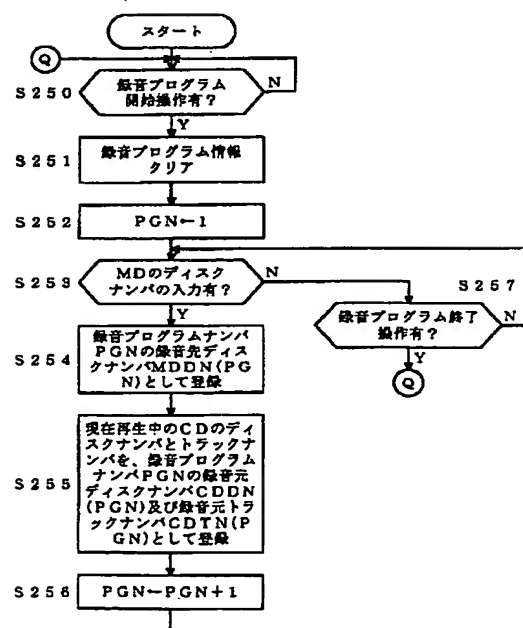 スタート
Q
S250
録音プログラム
開始操作有?
N
Y
S251
録音プログラム情報
クリア
S252
PGN←1
S253
MDのディスク
ナンバの入力有?
N
Y
S257
録音プログラム終了
操作有?
N
Y
Q
S254
録音プログラムナンバ
PGNの録音先ディス
クナンバMDDN(PG
N)として登録
S255
現在再生中のCDのディ
スクナンバとトラックナ
ンバを、録音プログラム
ナンバPGNの録音元
ディスクナンバCDDN
(PGN)及び録音元トラ
ックナンバCDTN(P
GN)として登録
S256
PGN←PGN+1